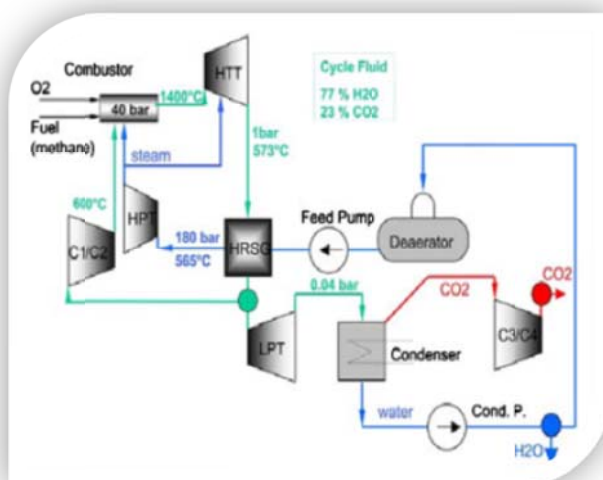 Combustor
HTT
Cycle Fluid
77 % H2O
23 % CO2
O2
40 bar
1400°C
Fuel
(methane)
steam
1bar
573°C
600°C
HPT
C1/C2
180 bar
565°C
HRSG
Feed Pump
Deaerator
0.04 bar
CO2
CO2
LPT
Condenser
C3/C4
water
Cond. P.
H2O